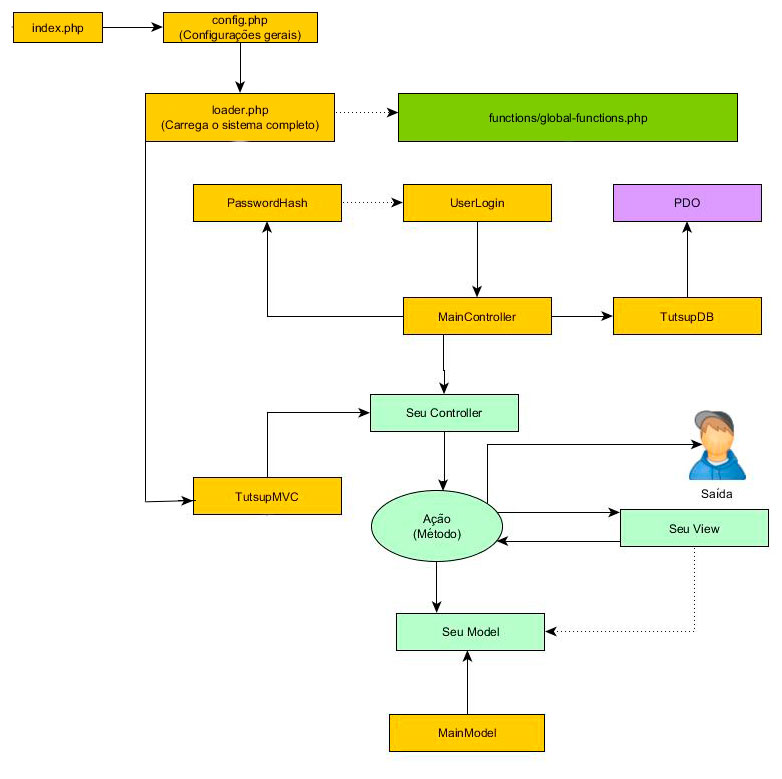 index.php
config.php
(Configurações gerais)
loader.php
(Carrega o sistema completo)
functions/global-functions.php
PasswordHash
UserLogin
PDO
MainController
TutsupDB
Seu Controller
TutsupMVC
Saída
Ação
(Método)
Seu View
Seu Model
MainModel